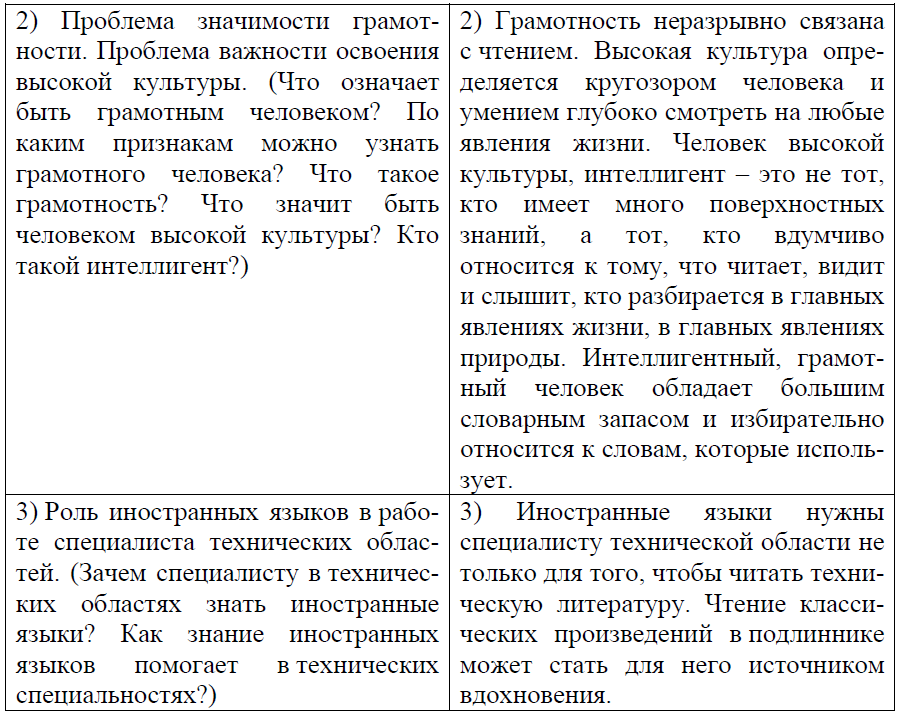 2) Проблема значимости грамот-
ности. Проблема важности освоения
высокой культуры. (Что означает
быть грамотным человеком? По
каким признакам можно узнать
грамотного человека? Что такое
грамотность? Что значит быть
человеком высокой культуры? Кто
такой интеллигент?)
2) Грамотность неразрывно связана
с чтением. Высокая культура опре-
деляется кругозором человека и
умением глубоко смотреть на любые
явления жизни. Человек высокой
культуры, интеллигент – это не тот,
кто имеет много поверхностных
знаний, а тот, кто вдумчиво
относится к тому, что читает, видит
и слышит, кто разбирается в главных
явлениях жизни, в главных явлениях
природы. Интеллигентный, грамот-
ный человек обладает большим
словарным запасом и избирательно
относится к словам, которые исполь-
зует.
3) Роль иностранных языков в рабо-
те специалиста технических облас-
тей. (Зачем специалисту в техничес-
ких областях знать иностранные
языки? Как знание иностранных
языков помогает в технических
специальностях?)
3) Иностранные языки нужны
специалисту технической области не
только для того, чтобы читать техни-
ческую литературу. Чтение класси-
ческих произведений в подлиннике
может стать для него источником
вдохновения.